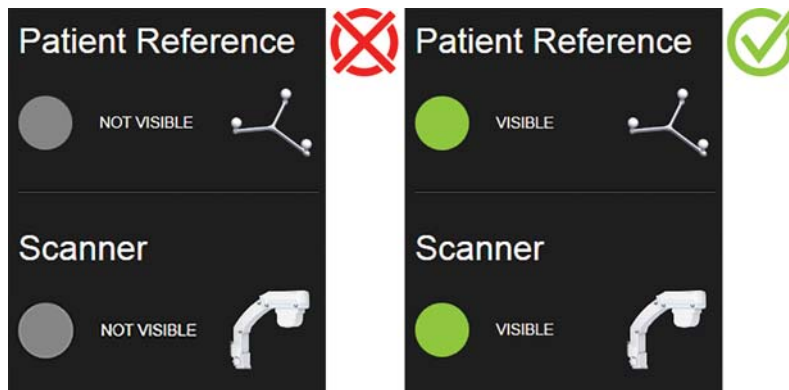 Patient Reference
NOT VISIBLE
Scanner
NOT VISIBLE
Patient Reference
VISIBLE
Scanner
VISIBLE